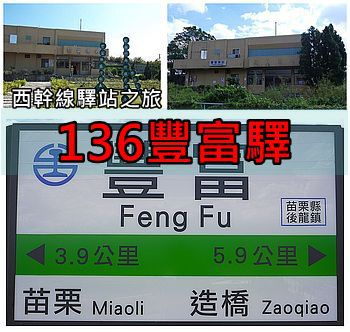 西幹線驛站之旅
136豐富驛
豐富
Feng Fu
苗栗縣
後龍鎮
3.9公里 5.9公里
苗栗 Miaoli 造橋 Zaoqiao